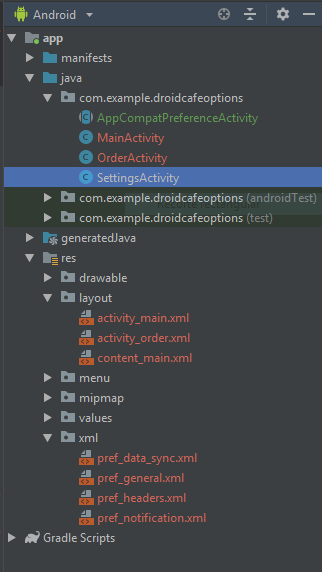 Android
app
manifests
java
com.example.droidcafeoptions
AppCompatPreferenceActivity
MainActivity
OrderActivity
SettingsActivity
com.example.droidcafeoptions (androidTest)
com.example.droidcafeoptions (test)
generatedJava
res
drawable
layout
activity_main.xml
activity_order.xml
content_main.xml
menu
mipmap
values
xml
pref_data_sync.xml
pref_general.xml
pref_headers.xml
pref_notification.xml
Gradle Scripts